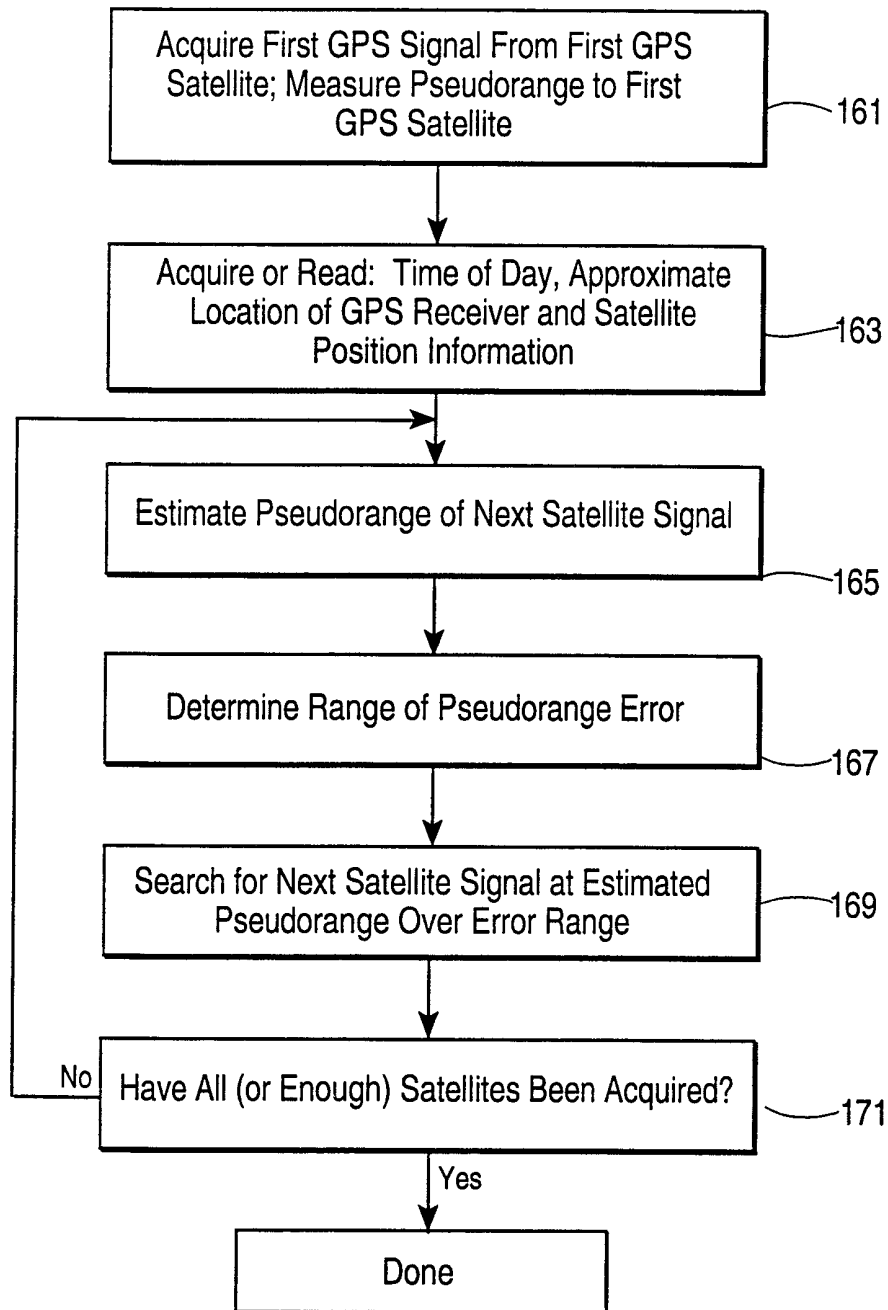 Acquire First GPS Signal From First GPS
Satellite; Measure Pseudorange to First
GPS Satellite
161
Acquire or Read: Time of Day, Approximate
Location of GPS Receiver and Satellite
Position Information
163
Estimate Pseudorange of Next Satellite Signal
165
Determine Range of Pseudorange Error
167
Search for Next Satellite Signal at Estimated
Pseudorange Over Error Range
169
No
Have All (or Enough) Satellites Been Acquired?
171
Yes
Done